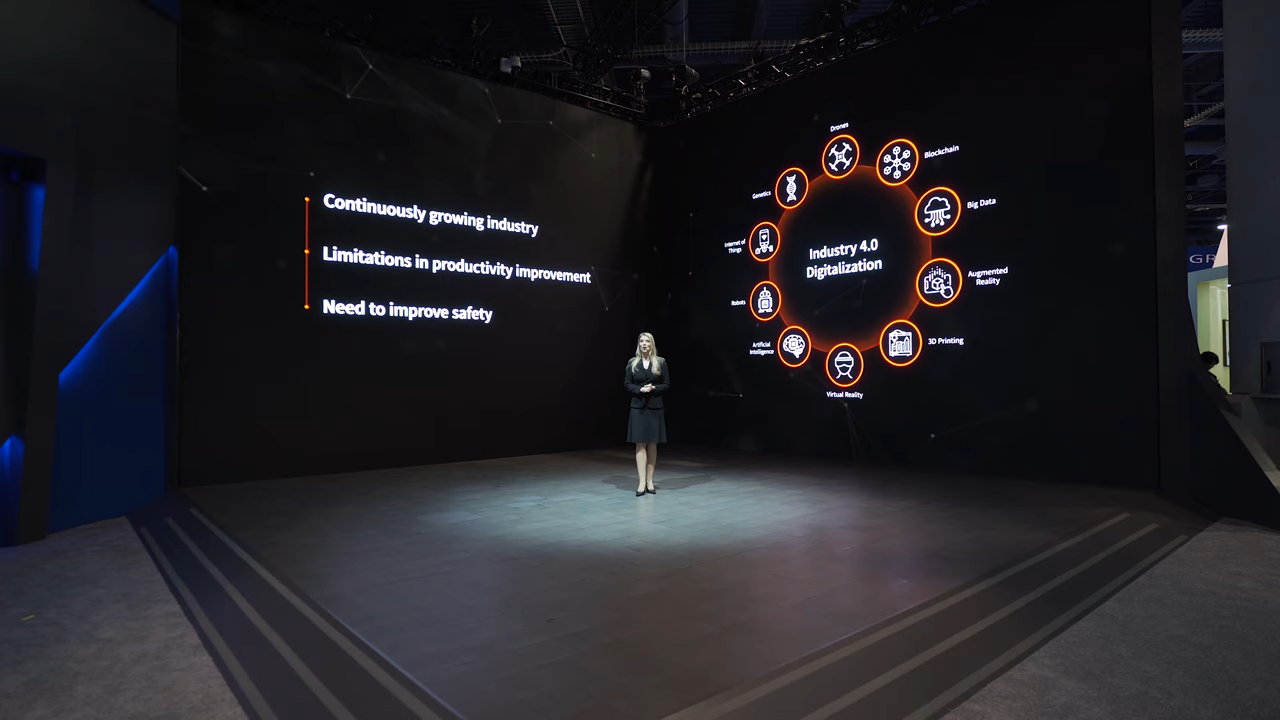 Continuously growing industry
Limitations in productivity improvement
Need to improve safety
Industry 4.0
Digitalization
Drones
Blockchain
Big Data
Augmented
Reality
3D Printing
Virtual Reality
Artificial
Intelligence
Robots
Internet of
Things
Genetics
GR